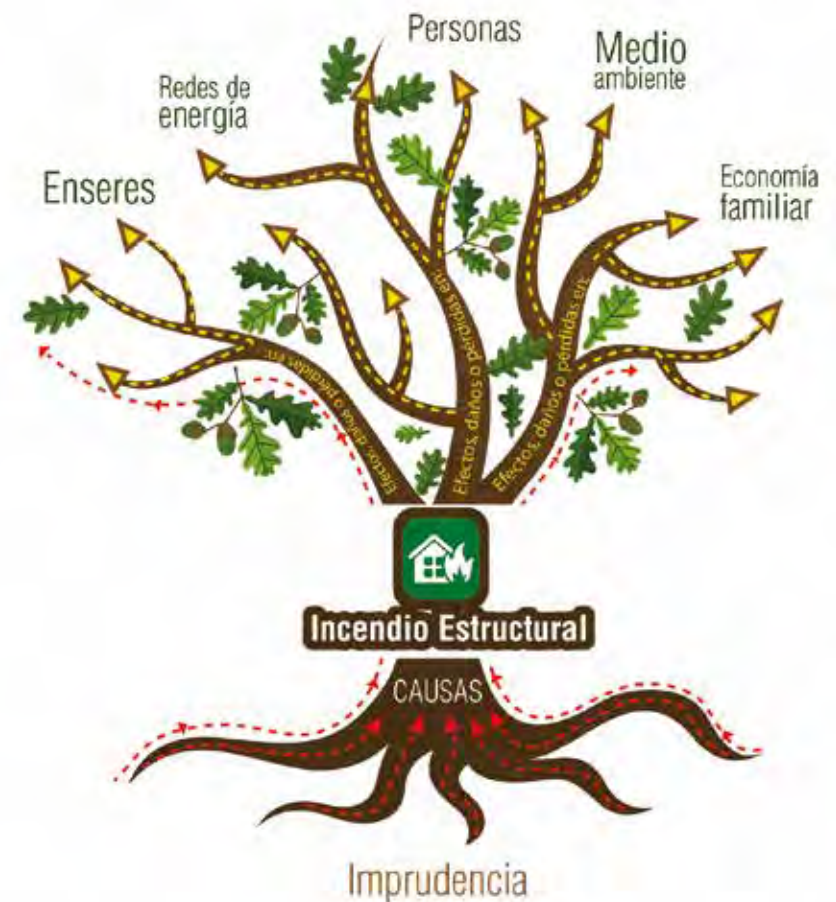 Personas
Medio
ambiente
Redes de
energía
Economía
familiar
Enseres
Efectos, daños o pérdidas en:
Efectos, daños o pérdidas en:
Efectos, daños o pérdidas en:
Incendio Estructural
CAUSAS
Imprudencia